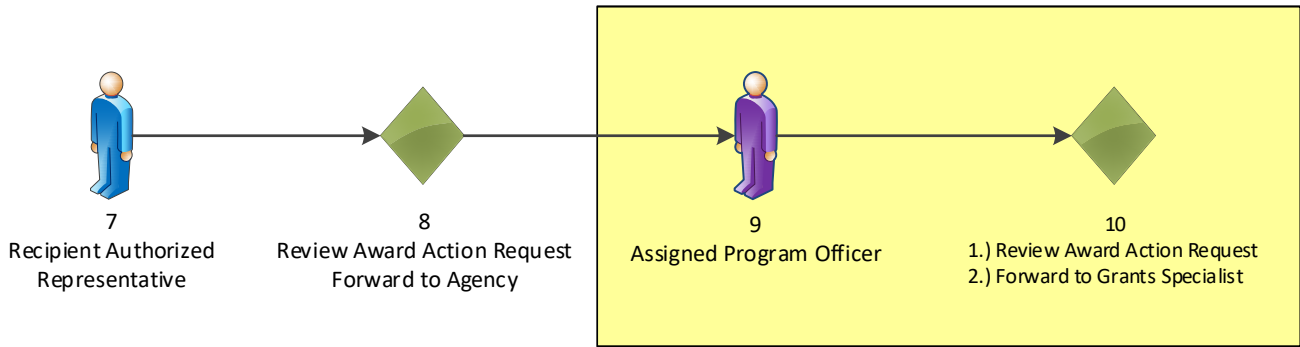 7
Recipient Authorized
Representative
8
Review Award Action Request
Forward to Agency
9
Assigned Program Officer
10
1.) Review Award Action Request
2.) Forward to Grants Specialist